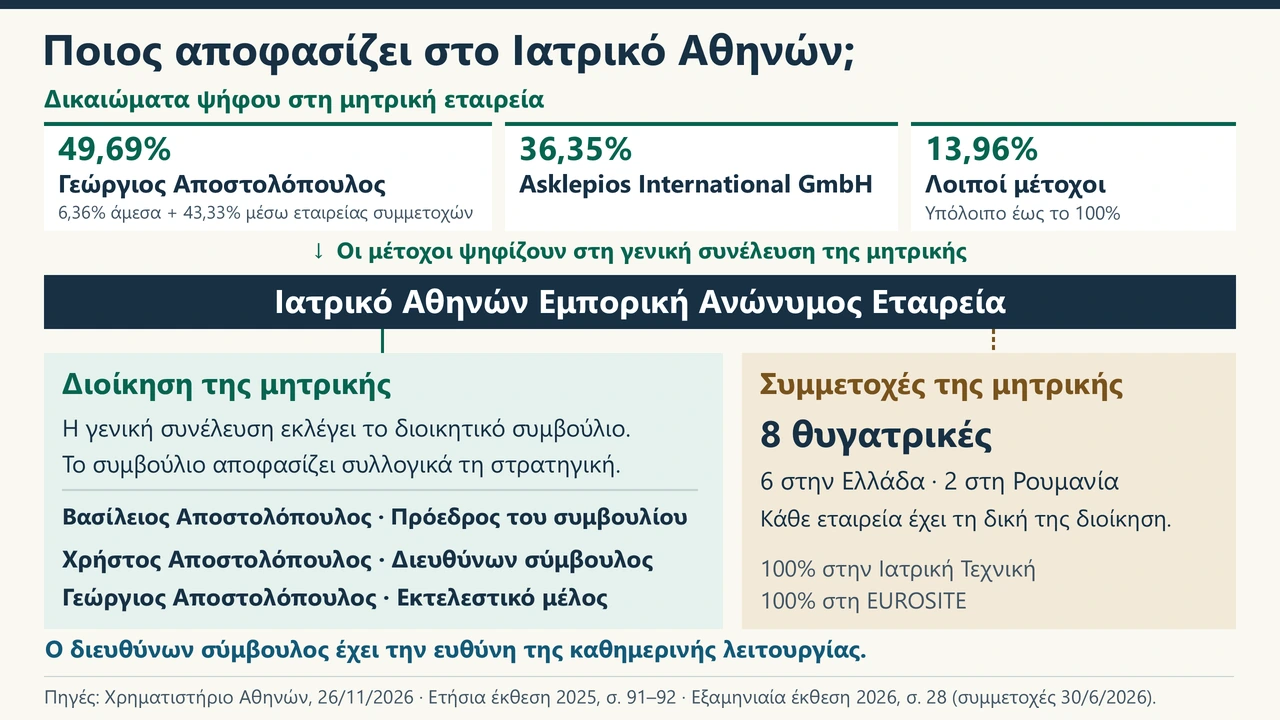 Ποιος αποφασίζει στο Ιατρικό Αθηνών;
Δικαιώματα ψήφου στη μητρική εταιρεία
49,69%
Γεώργιος Αποστολόπουλος
6,36% άμεσα + 43,33% μέσω εταιρείας συμμετοχών
36,35%
Asklepios International GmbH
13,96%
Λοιποί μέτοχοι
Υπόλοιπο έως το 100%
↓ Οι μέτοχοι ψηφίζουν στη γενική συνέλευση της μητρικής
Ιατρικό Αθηνών Εμπορική Ανώνυμος Εταιρεία
Διοίκηση της μητρικής
Η γενική συνέλευση εκλέγει το διοικητικό συμβούλιο.
Το συμβούλιο αποφασίζει συλλογικά τη στρατηγική.
Βασίλειος Αποστολόπουλος · Πρόεδρος του συμβουλίου
Χρήστος Αποστολόπουλος · Διευθύνων σύμβουλος
Γεώργιος Αποστολόπουλος · Εκτελεστικό μέλος
Συμμετοχές της μητρικής
8 θυγατρικές
6 στην Ελλάδα · 2 στη Ρουμανία
Κάθε εταιρεία έχει τη δική της διοίκηση.
100% στην Ιατρική Τεχνική
100% στη EUROSITE
Ο διευθύνων σύμβουλος έχει την ευθύνη της καθημερινής λειτουργίας.
Πηγές: Χρηματιστήριο Αθηνών, 26/11/2026 · Ετήσια έκθεση 2025, σ. 91–92 · Εξαμηνιαία έκθεση 2026, σ. 28 (συμμετοχές 30/6/2026).